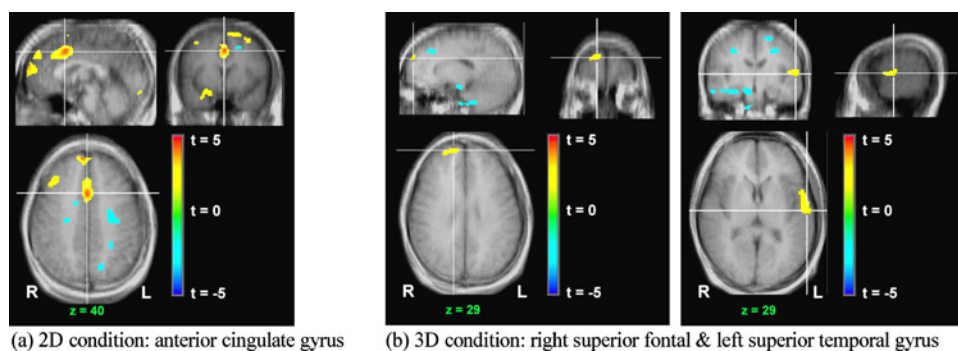 t = 5
t = 0
t = -5
R
L
z = 40
t = 5
t = 0
t = -5
R
L
z = 29
t = 5
t = 0
t = -5
R
L
z = 29
(a) 2D condition: anterior cingulate gyrus
(b) 3D condition: right superior fontal & left superior temporal gyrus